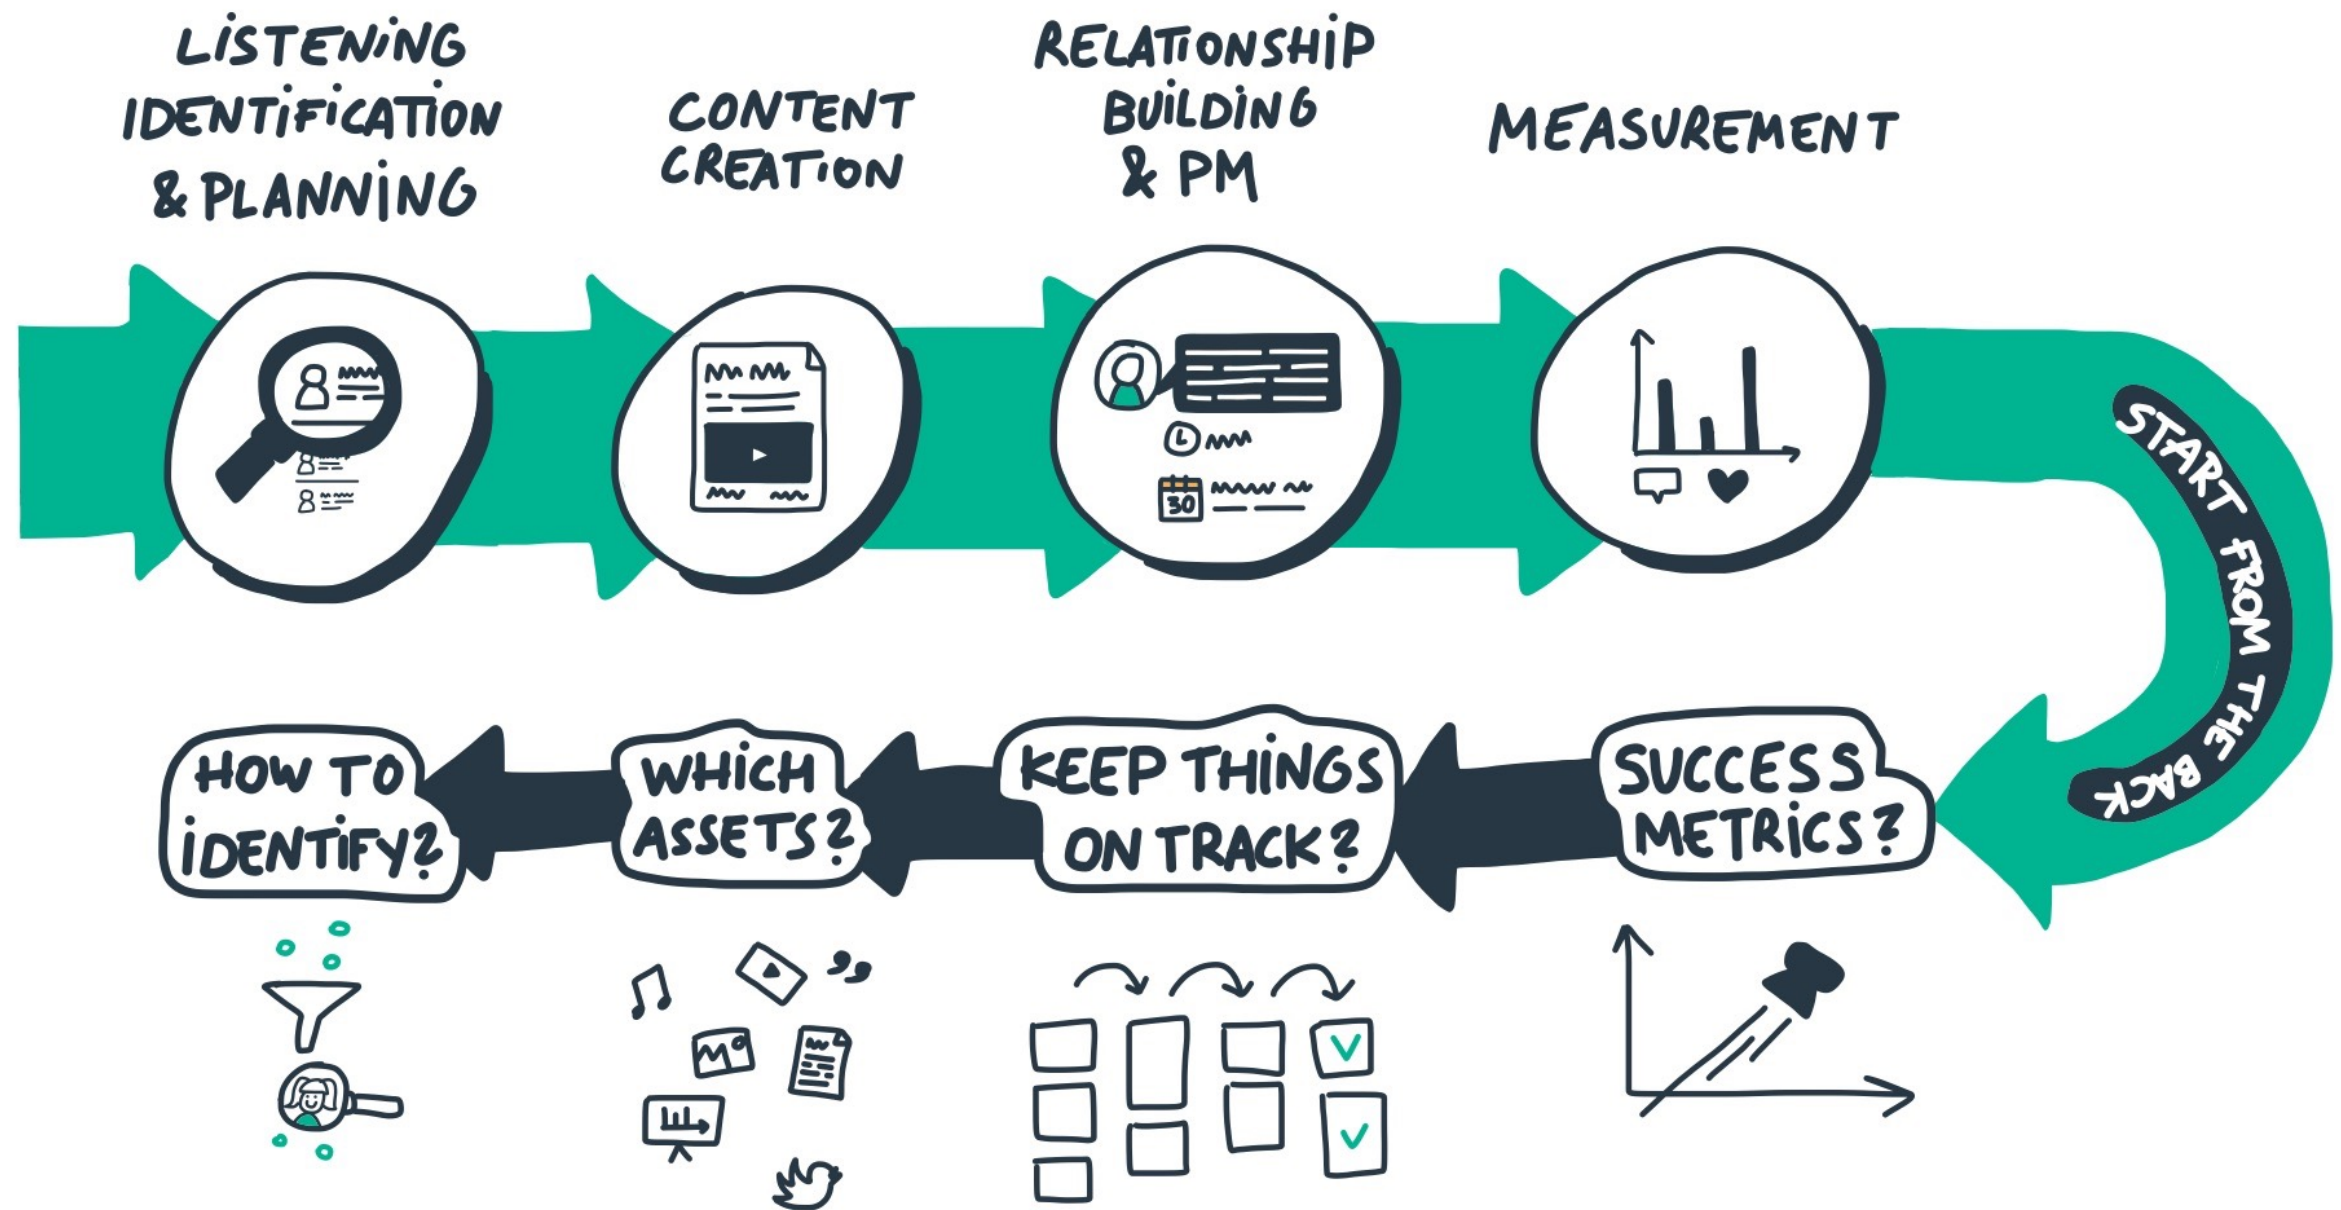 LISTENING
IDENTIFICATION
& PLANNING
CONTENT
CREATION
RELATIONSHIP
BUILDING
& PM
MEASUREMENT
L
30
START FROM THE BACK
SUCCESS
METRICS?
KEEP THINGS
ON TRACK?
WHICH
ASSETS?
HOW TO
IDENTIFY?